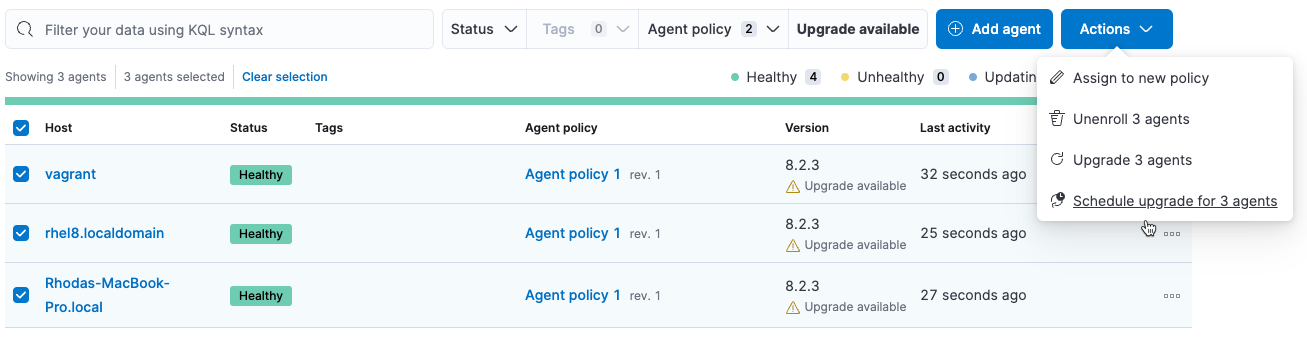 Filter your data using KQL syntax Status Tags 0 Agent policy 2 Upgrade available Add agent Actions
Showing 3 agents 3 agents selected Clear selection Healthy 4 Unhealthy 0 Updatin
Assign to new policy
Unenroll 3 agents
Upgrade 3 agents
Schedule upgrade for 3 agents
Host Status Tags Agent policy Version Last activity
vagrant Healthy Agent policy 1 rev. 1 8.2.3 32 seconds ago
Upgrade available
rhel8.localdomain Healthy Agent policy 1 rev. 1 8.2.3 25 seconds ago
Upgrade available
Rhodas-MacBook-
Pro.local Healthy Agent policy 1 rev. 1 8.2.3 27 seconds ago
Upgrade available